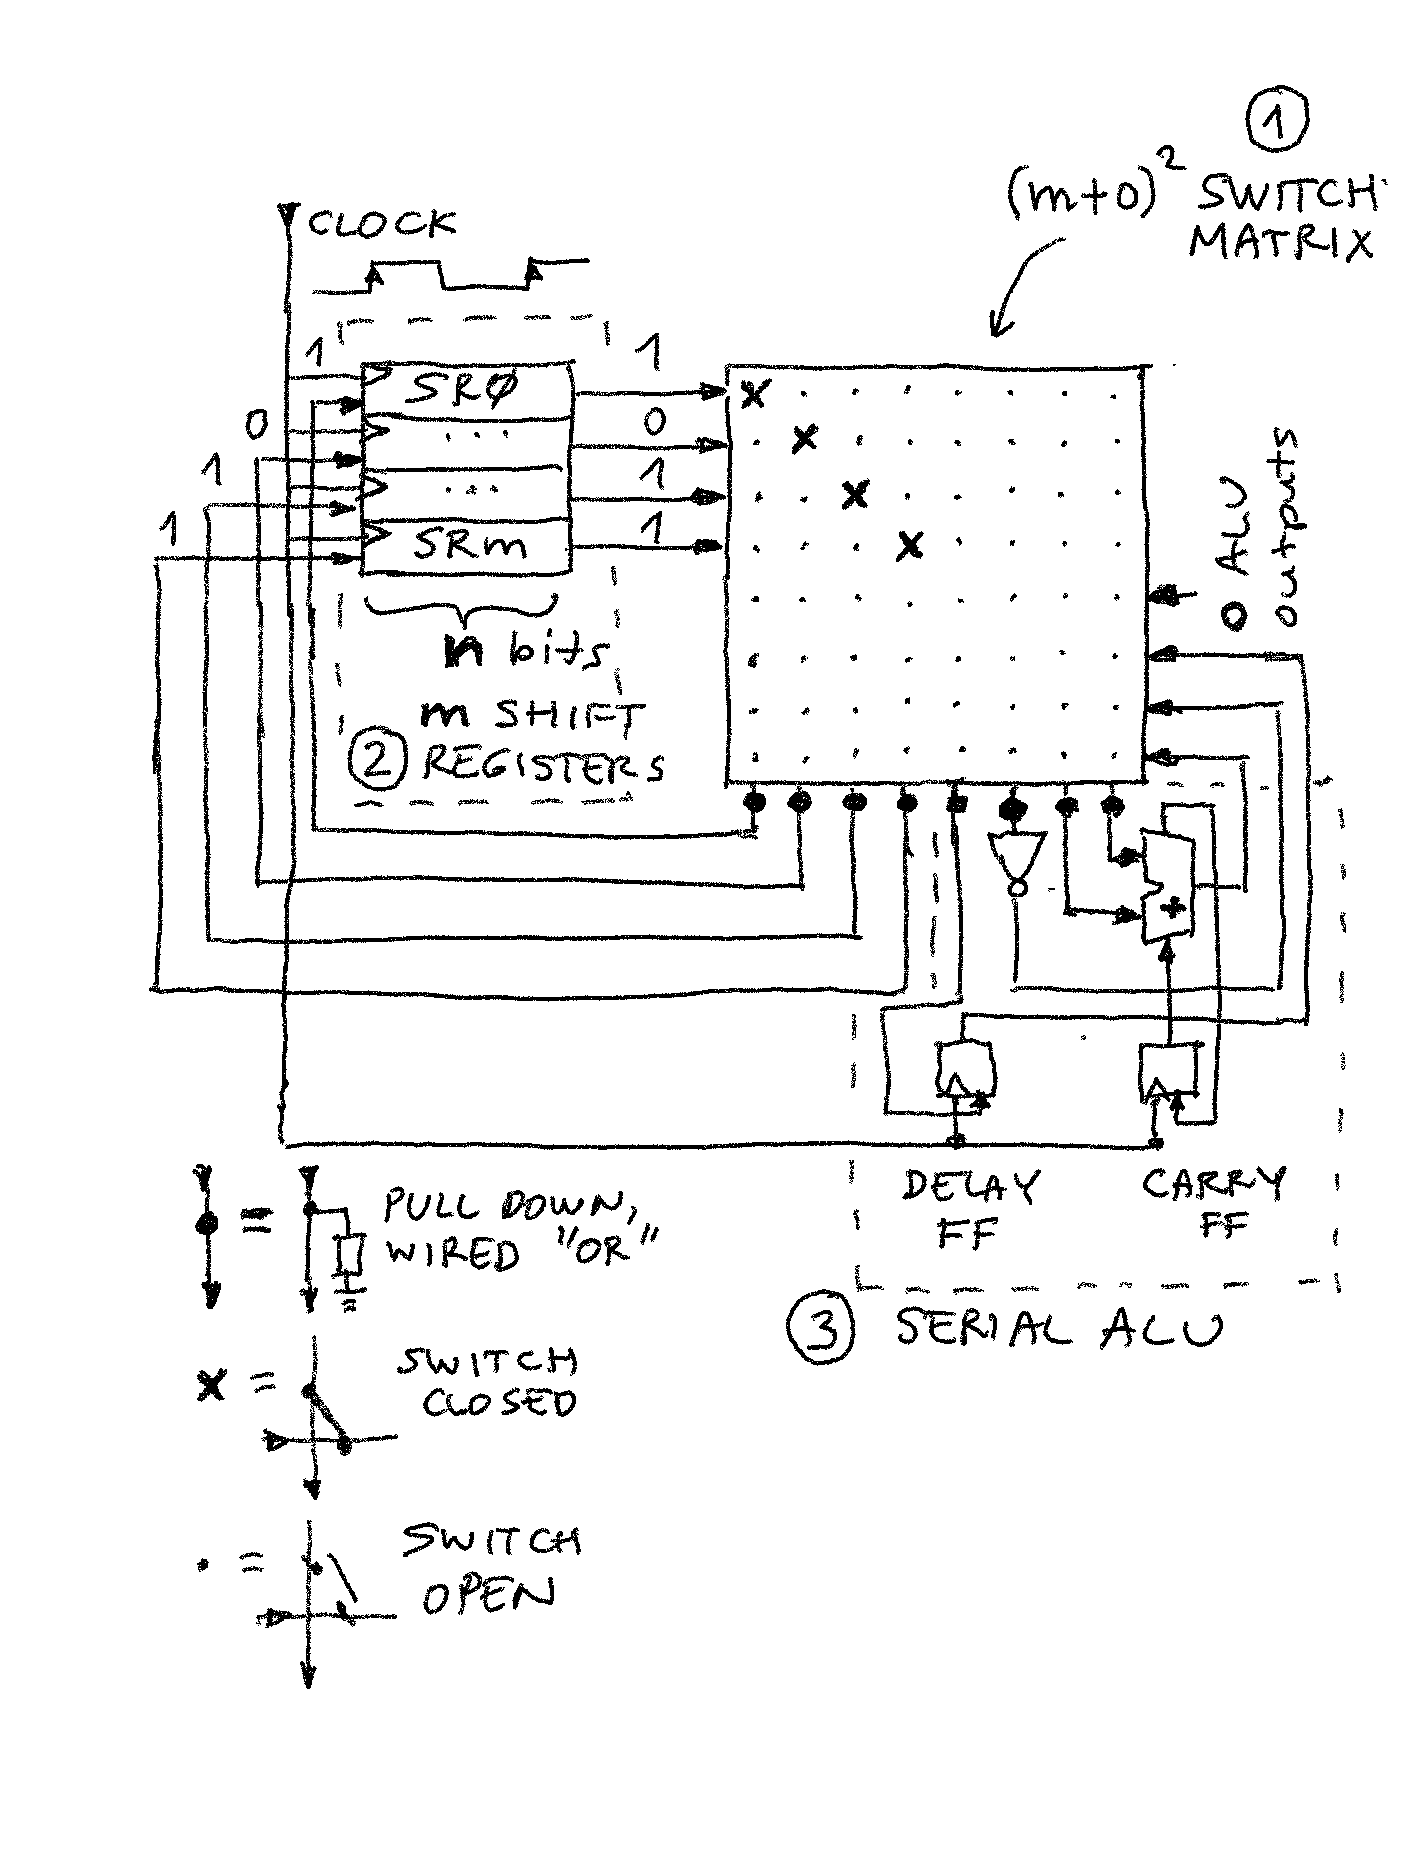 1
(m+o)² SWITCH
MATRIX
CLOCK
1
1
SRØ
0
0
...
1
1
...
1
1
SRm
n bits
m SHIFT
2
REGISTERS
o ALU
outputs
+
DELAY
FF
CARRY
FF
= PULL DOWN,
WIRED "OR"
3 SERIAL ALU
x = SWITCH
CLOSED
. = SWITCH
OPEN